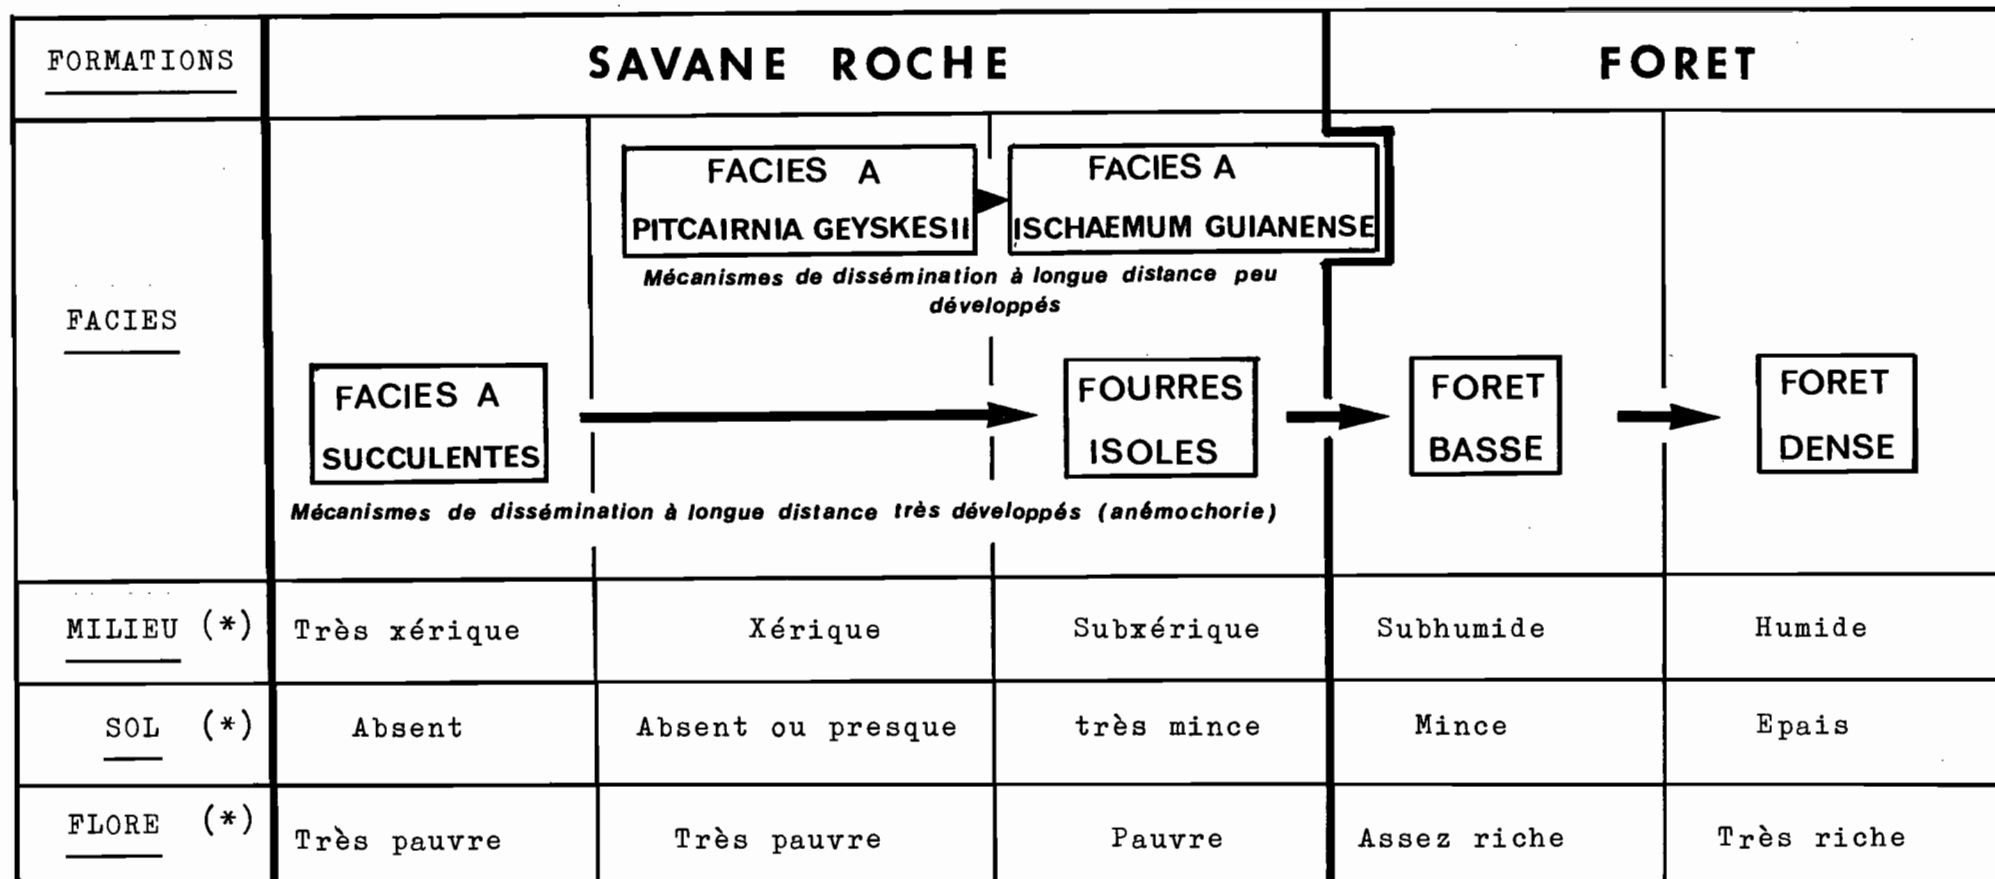 FORMATIONS SAVANE ROCHE FORET
FACIES A FACIES A
PITCAIRNIA GEYSKESII ISCHAEMUM GUIANENSE
Mécanismes de dissémination à longue distance peu
développés
FACIES
FACIES A FOURRES FORET FORET
SUCCULENTES ISOLES BASSE DENSE
Mécanismes de dissémination à longue distance très développés (anémochorie)
MILIEU (*) Très xérique Xérique Subxérique Subhumide Humide
SOL (*) Absent Absent ou presque très mince Mince Epais
FLORE (*) Très pauvre Très pauvre Pauvre Assez riche Très riche